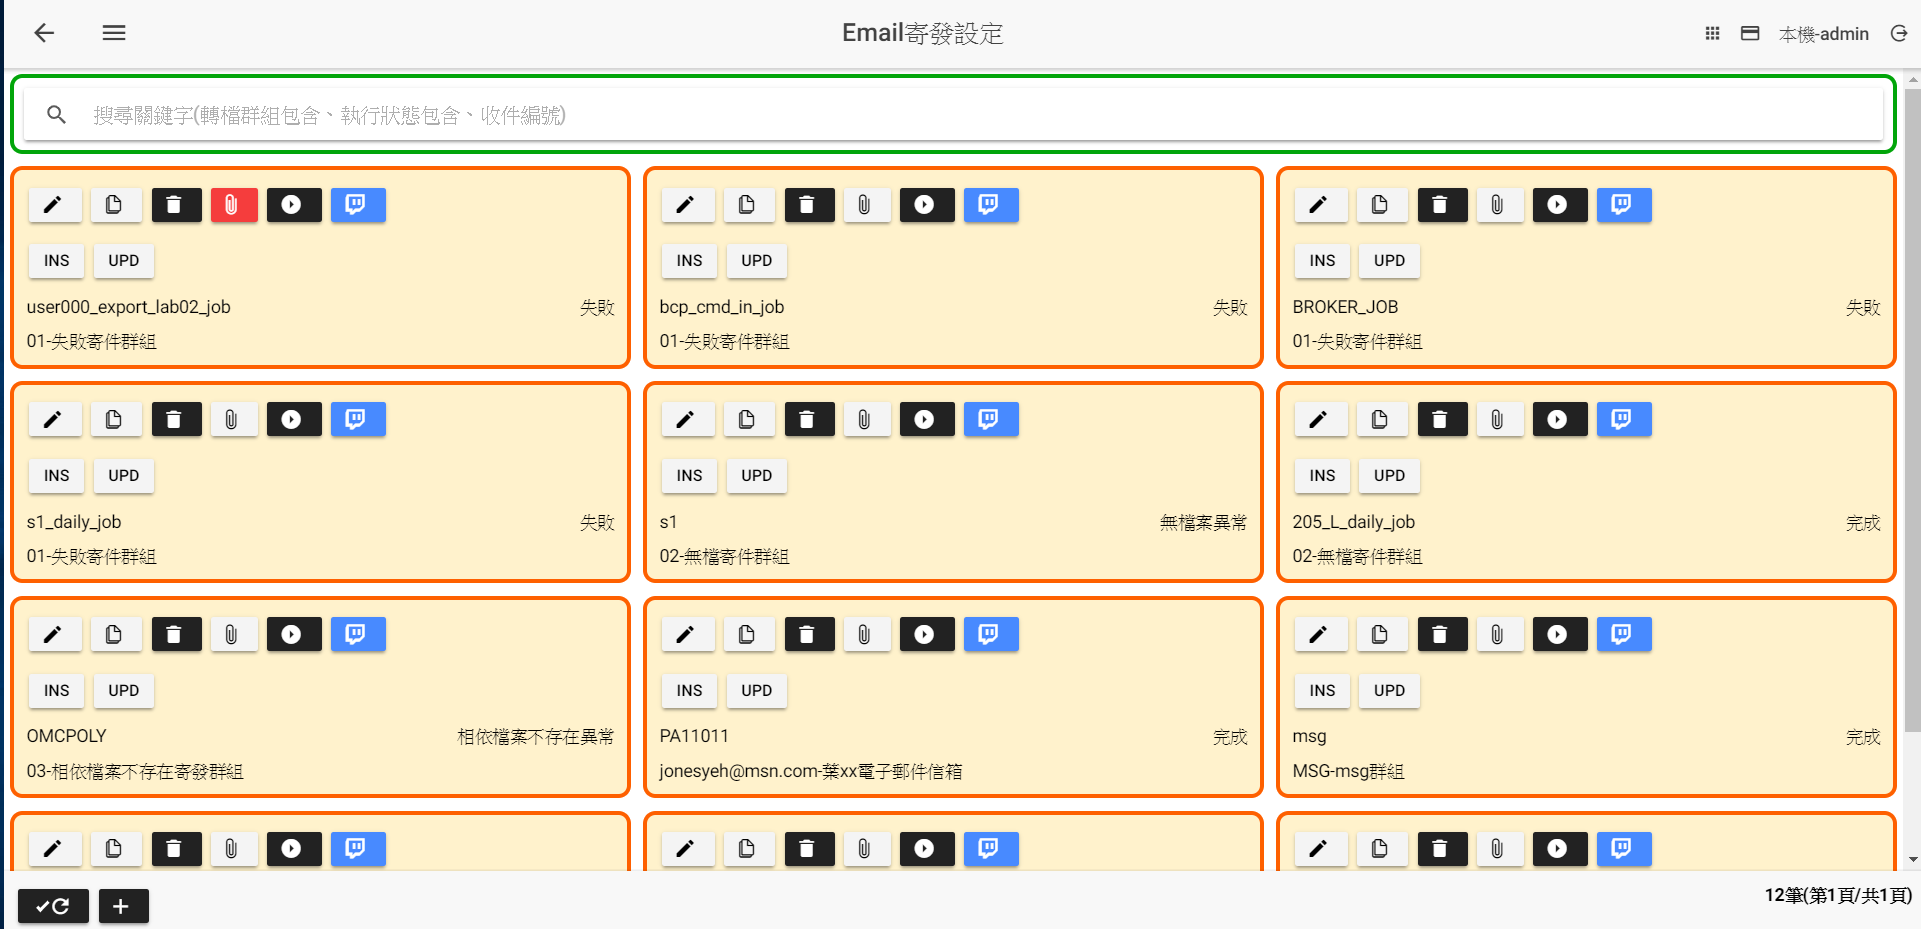 Email寄發設定
本機-admin
搜尋關鍵字(轉檔群組包含、執行狀態包含、收件編號)
INS UPD
user000_export_lab02_job 失敗
01-失敗寄件群組
INS UPD
bcp_cmd_in_job 失敗
01-失敗寄件群組
INS UPD
BROKER_JOB 失敗
01-失敗寄件群組
INS UPD
s1_daily_job 失敗
01-失敗寄件群組
INS UPD
s1 無檔案異常
02-無檔寄件群組
INS UPD
205_L_daily_job 完成
02-無檔寄件群組
INS UPD
OMCPOLY 相依檔案不存在異常
03-相依檔案不存在寄發群組
INS UPD
PA11011 完成
jonesyeh@msn.com-葉xx電子郵件信箱
INS UPD
msg 完成
MSG-msg群組
12筆(第1頁/共1頁)